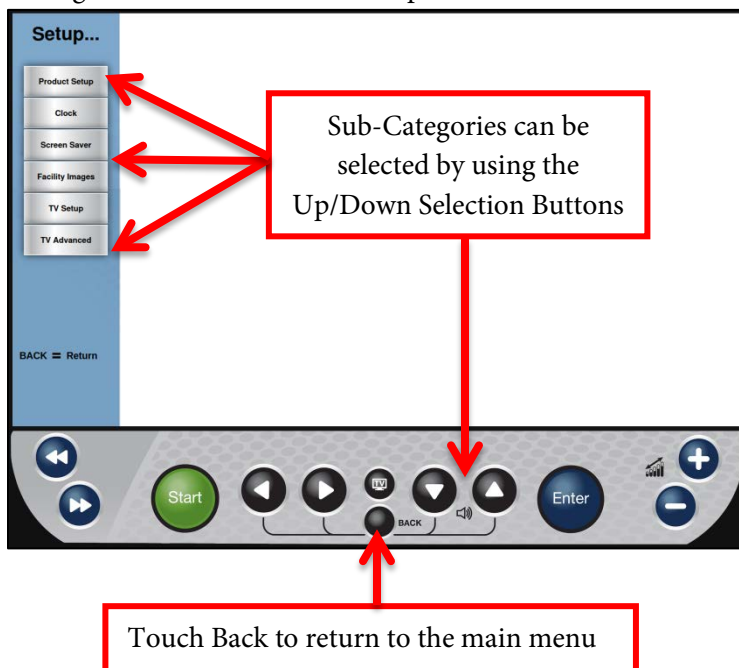 Setup...
Product Setup
Clock
Screen Saver
Facility Images
TV Setup
TV Advanced
BACK = Return
Sub-Categories can be
selected by using the
Up/Down Selection Buttons
Start
TV
BACK
Enter
Touch Back to return to the main menu